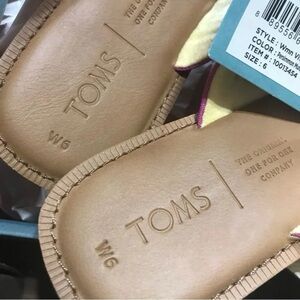 TOMS
THE ORIGINAL
ONE FOR ONE
COMPANY
W6
TOMS
THE ORIGINAL
ONE FOR ONE
COMPANY
W6
STYLE : Wmn
COLOR :
ITEM # :
SIZE : 6